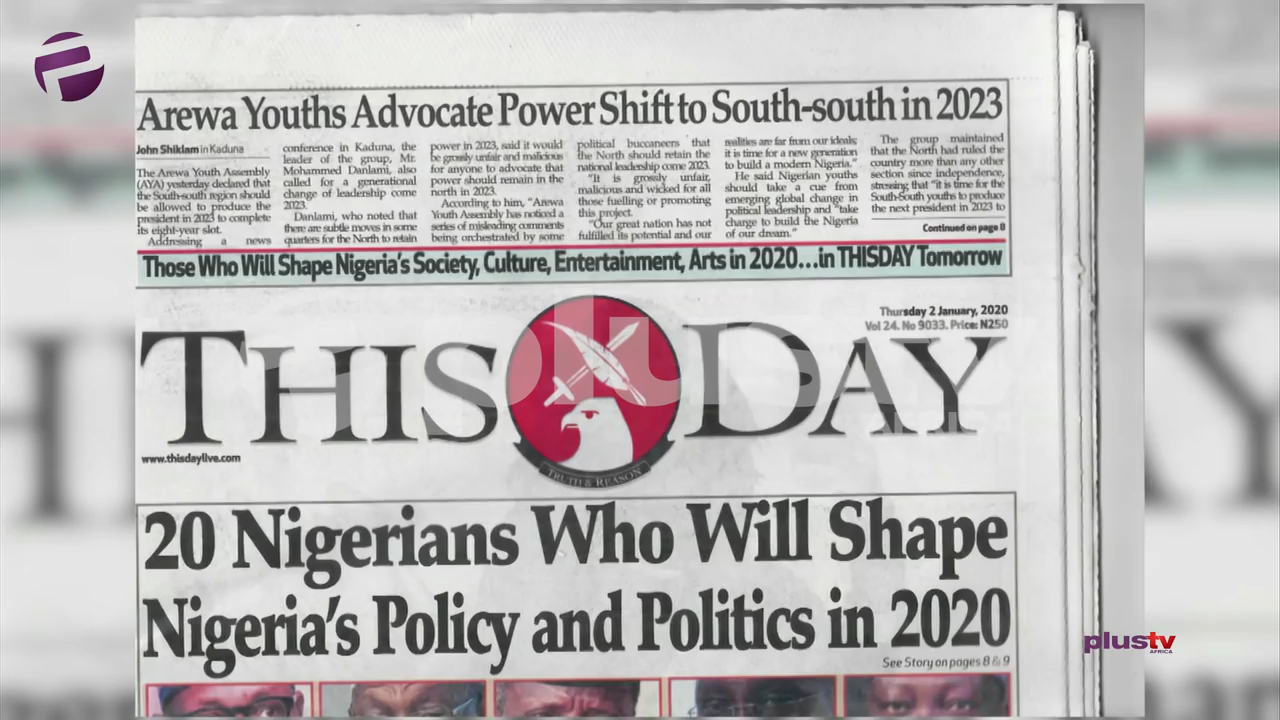 Arewa Youths Advocate Power Shift to South-south in 2023
John Shiklam in Kaduna
The Arewa Youth Assembly
(AYA) yesterday declared that
the South-south region should
be allowed to produce the
president in 2023 to complete
its eight-year slot.
Addressing a news
conference in Kaduna, the
leader of the group, Mr.
Mohammed Danlami, also
called for a generational
change of leadership come
2023.
Danlami, who noted that
there are subtle moves in some
quarters for the North to retain
power in 2023, said it would
be grossly unfair and malicious
for anyone to advocate that
power should remain in the
north in 2023.
According to him, "Arewa
Youth Assembly has noticed a
series of misleading comments
being orchestrated by some
political buccaneers that
the North should retain the
national leadership come 2023.
"It is grossly unfair,
malicious and wicked for all
those fuelling or promoting
this project.
"Our great nation has not
fulfilled its potential and our
realities are far from our ideals;
it is time for a new generation
to build a modern Nigeria."
He said Nigerian youths
should take a cue from
emerging global change in
political leadership and "take
charge to build the Nigeria
of our dream."
The group maintained
that the North had ruled the
country more than any other
section since independence,
stressing that "it is time for the
South-South youths to produce
the next president in 2023 to
Continued on page 8
Those Who Will Shape Nigeria's Society, Culture, Entertainment, Arts in 2020...in THISDAY Tomorrow
Thursday 2 January, 2020
Vol 24. No 9033. Price: N250
THISDAY
TRUTH & REASON
www.thisdaylive.com
20 Nigerians Who Will Shape
Nigeria's Policy and Politics in 2020
See Story on pages 8 & 9
plustv
AFRICA